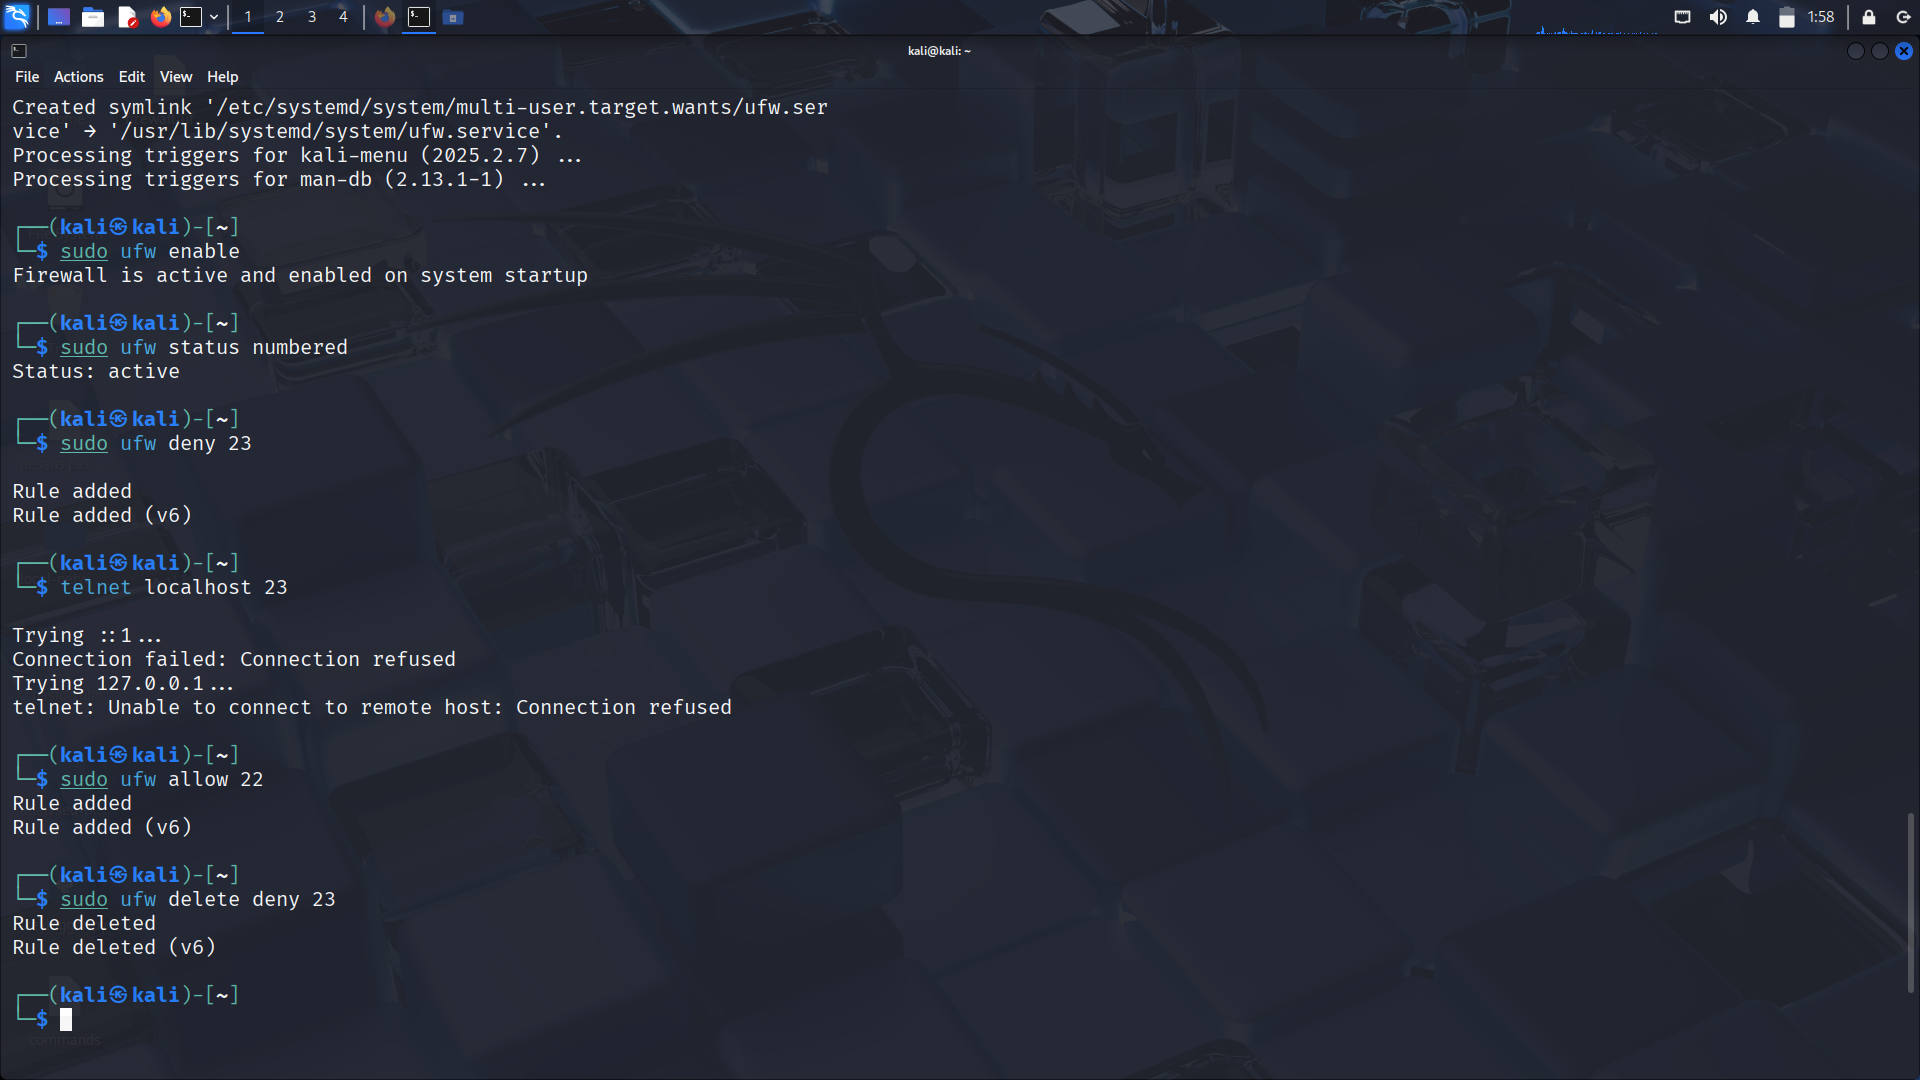 1 2 3 4
1:58
kali@kali: ~
File Actions Edit View Help
Created symlink '/etc/systemd/system/multi-user.target.wants/ufw.ser
vice' → '/usr/lib/systemd/system/ufw.service'.
Processing triggers for kali-menu (2025.2.7) ...
Processing triggers for man-db (2.13.1-1) ...
┌──(kali㉿kali)-[~]
└─$ sudo ufw enable
Firewall is active and enabled on system startup
┌──(kali㉿kali)-[~]
└─$ sudo ufw status numbered
Status: active
┌──(kali㉿kali)-[~]
└─$ sudo ufw deny 23
Rule added
Rule added (v6)
┌──(kali㉿kali)-[~]
└─$ telnet localhost 23
Trying ::1...
Connection failed: Connection refused
Trying 127.0.0.1...
telnet: Unable to connect to remote host: Connection refused
┌──(kali㉿kali)-[~]
└─$ sudo ufw allow 22
Rule added
Rule added (v6)
┌──(kali㉿kali)-[~]
└─$ sudo ufw delete deny 23
Rule deleted
Rule deleted (v6)
┌──(kali㉿kali)-[~]
└─$
commands